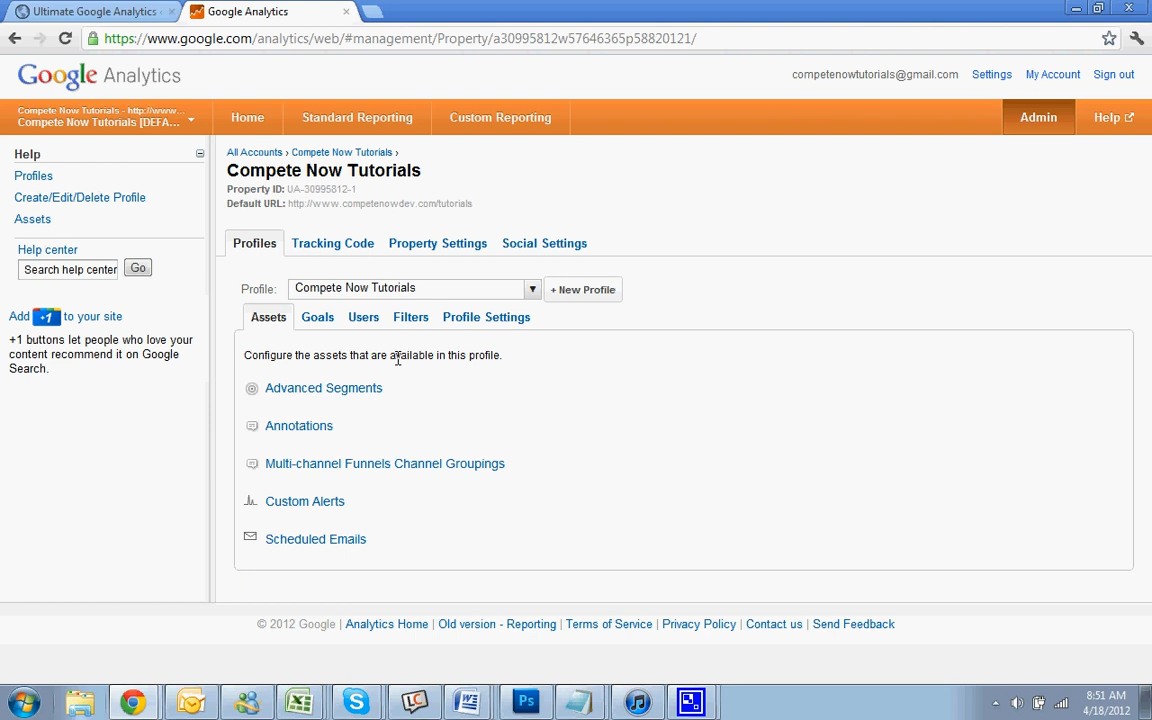 Ultimate Google Analytics
Google Analytics
https://www.google.com/analytics/web/#management/Property/a30995812w57646365p58820121/
Google Analytics
competenowtutorials@gmail.com Settings My Account Sign out
Compete Now Tutorials - http://www...
Compete Now Tutorials [DEFA...
Home Standard Reporting Custom Reporting Admin Help
Help
Profiles
Create/Edit/Delete Profile
Assets
Help center
Search help center Go
Add +1 to your site
+1 buttons let people who love your
content recommend it on Google
Search.
All Accounts › Compete Now Tutorials ›
Compete Now Tutorials
Property ID: UA-30995812-1
Default URL: http://www.competenowdev.com/tutorials
Profiles Tracking Code Property Settings Social Settings
Profile: Compete Now Tutorials + New Profile
Assets Goals Users Filters Profile Settings
Configure the assets that are available in this profile.
Advanced Segments
Annotations
Multi-channel Funnels Channel Groupings
Custom Alerts
Scheduled Emails
© 2012 Google | Analytics Home | Old version - Reporting | Terms of Service | Privacy Policy | Contact us | Send Feedback
LC W Ps
8:51 AM
4/18/2012